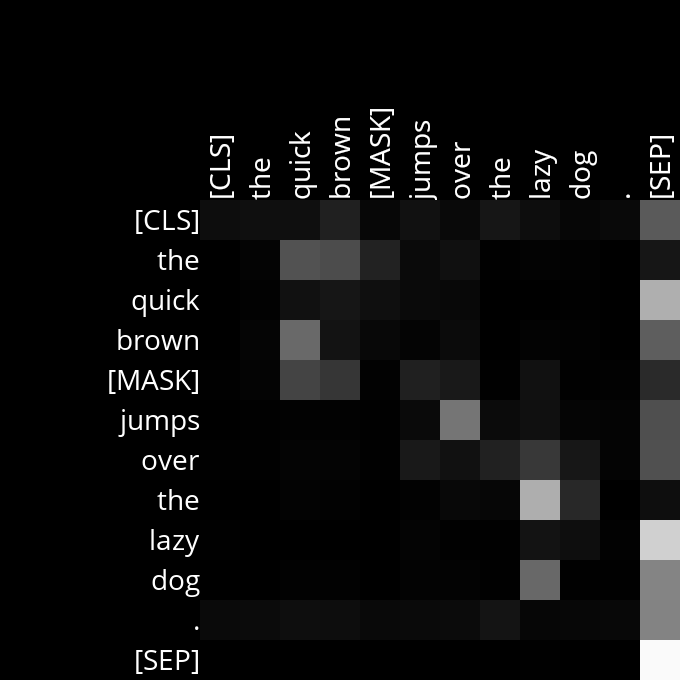 [CLS] the quick brown [MASK] jumps over the lazy dog . [SEP]
[CLS]
the
quick
brown
[MASK]
jumps
over
the
lazy
dog
.
[SEP]